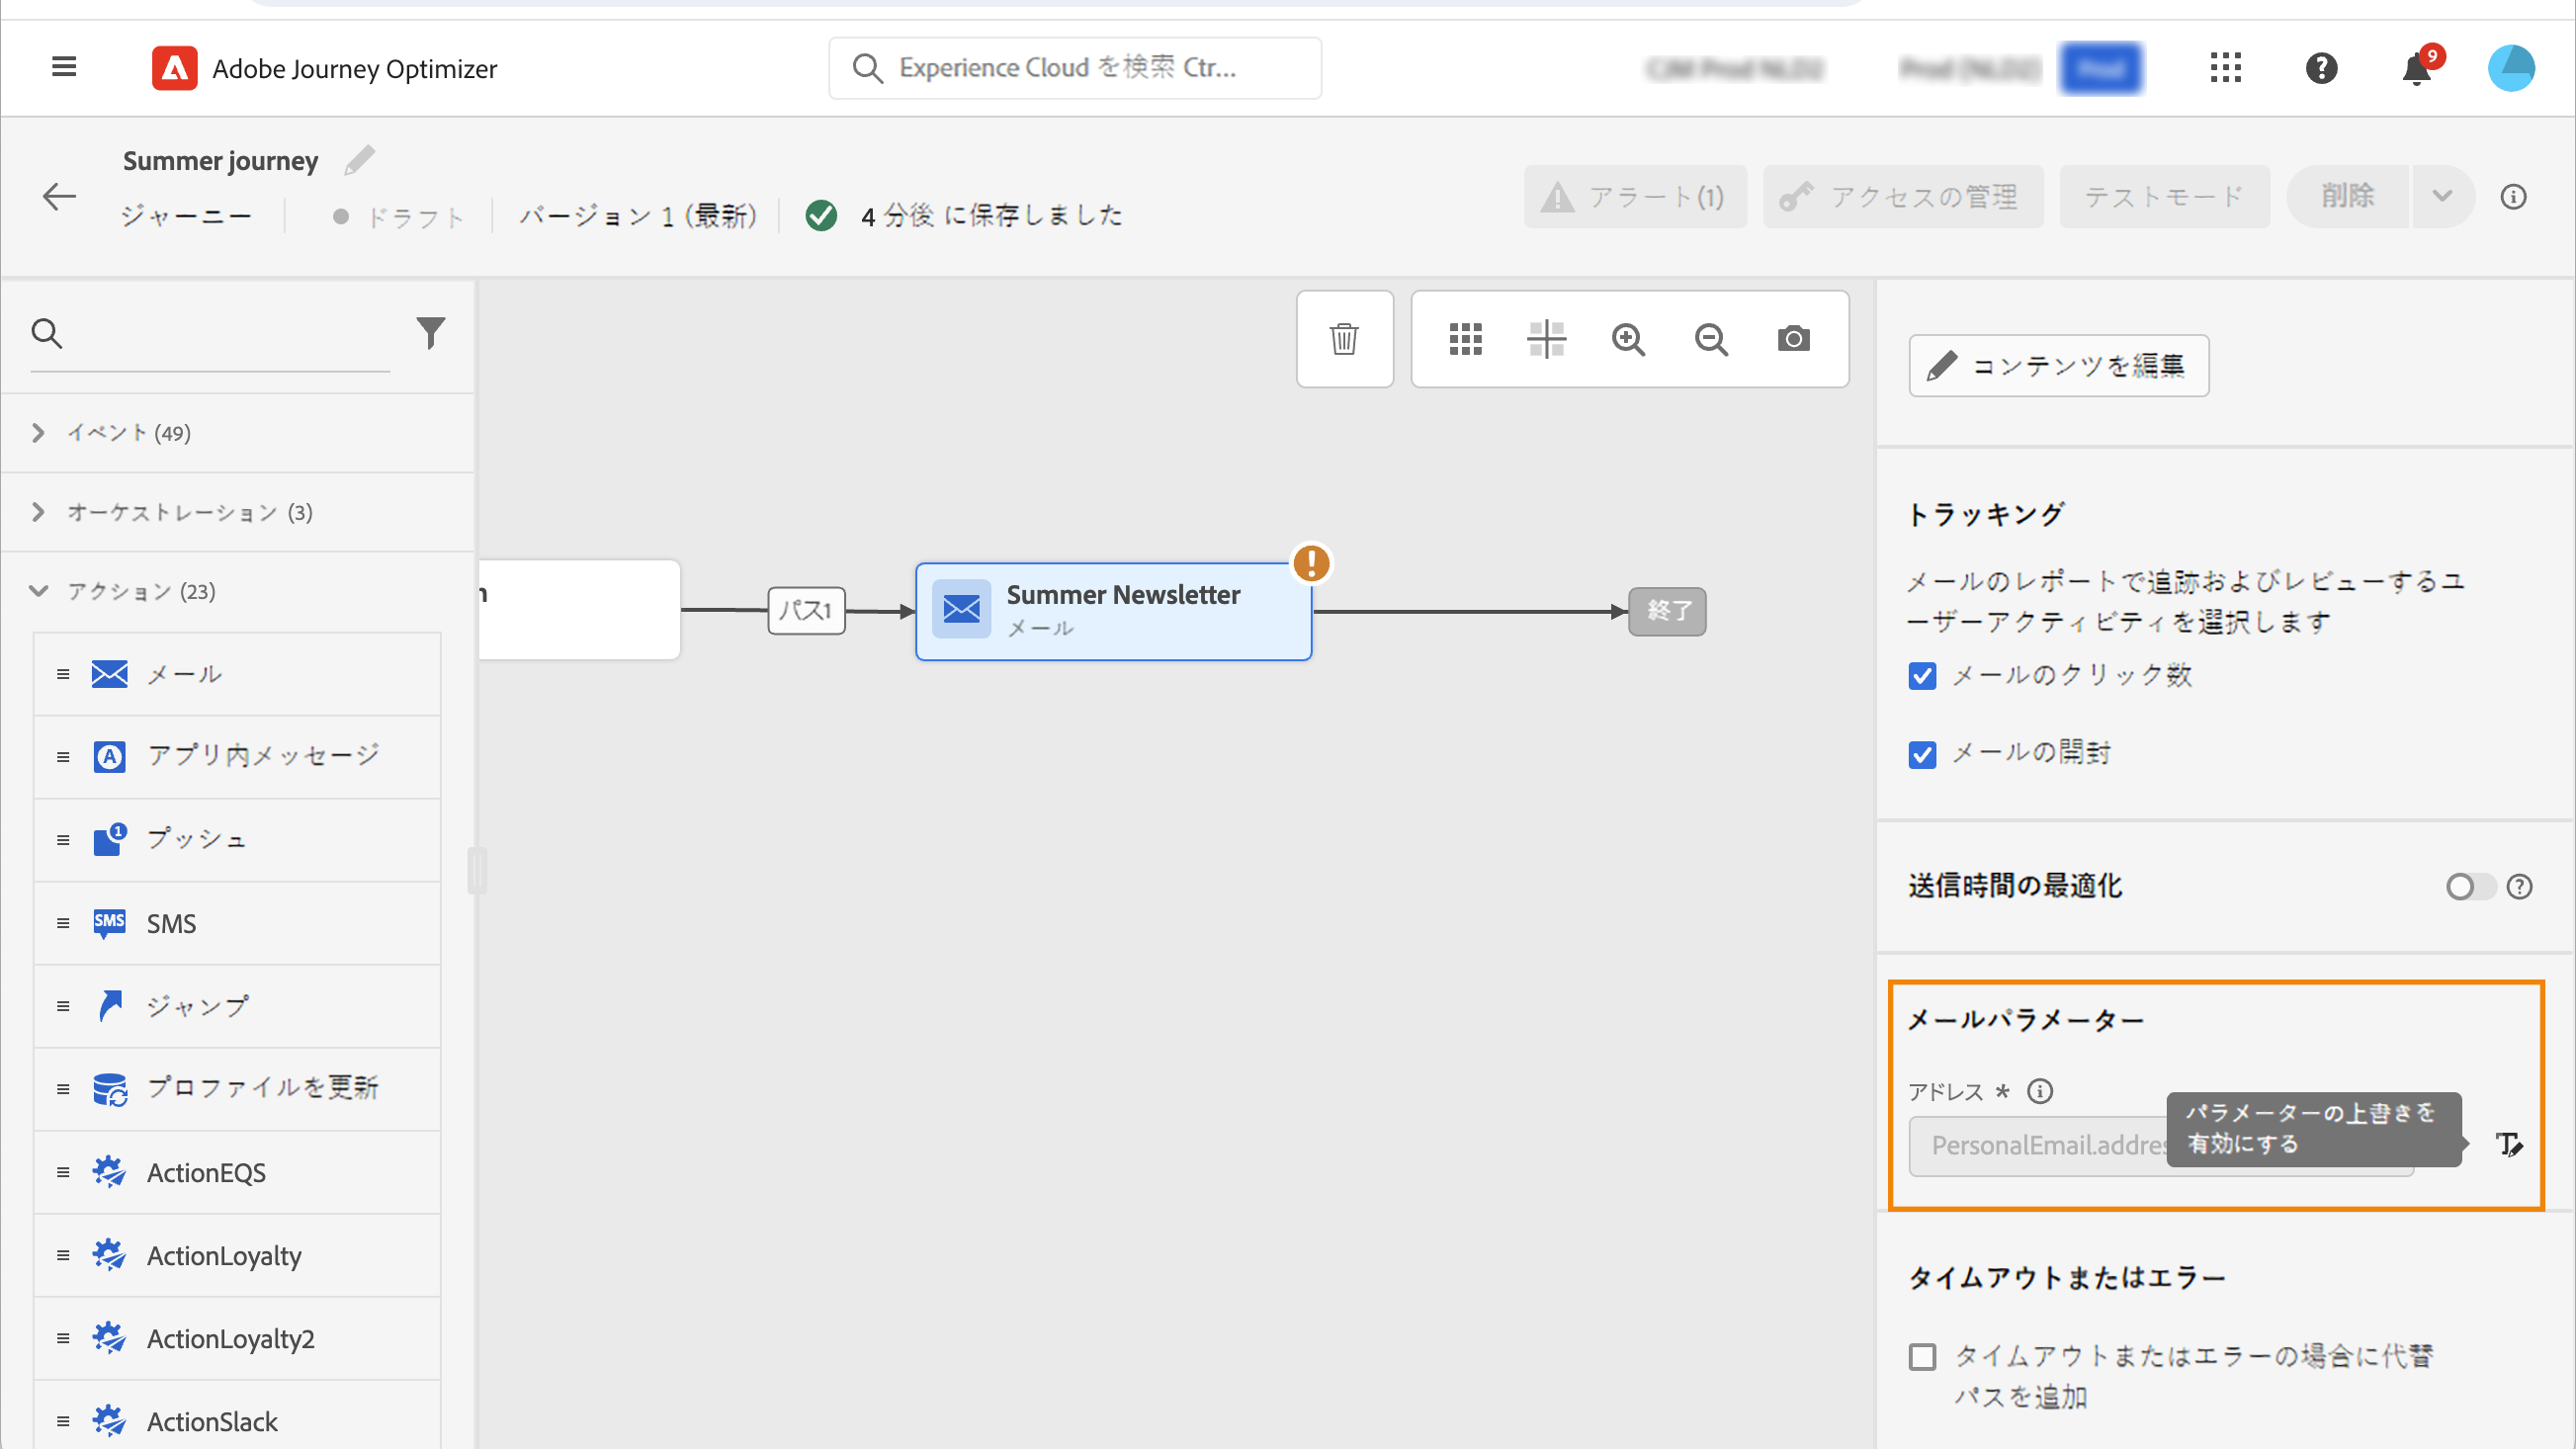 Adobe Journey Optimizer
Experience Cloud を検索 Ctr...
9
Summer journey
ジャーニー
ドラフト
バージョン 1 (最新)
4 分後 に保存しました
アラート(1)
アクセスの管理
テストモード
削除
イベント (49)
オーケストレーション (3)
アクション (23)
メール
アプリ内メッセージ
プッシュ
SMS
SMS
ジャンプ
プロファイルを更新
ActionEQS
ActionLoyalty
ActionLoyalty2
ActionSlack
n
パス1
Summer Newsletter
メール
終了
コンテンツを編集
トラッキング
メールのレポートで追跡およびレビューするユ
ーザーアクティビティを選択します
メールのクリック数
メールの開封
送信時間の最適化
メールパラメーター
アドレス *
PersonalEmail.addres
パラメーターの上書きを
有効にする
タイムアウトまたはエラー
タイムアウトまたはエラーの場合に代替
パスを追加